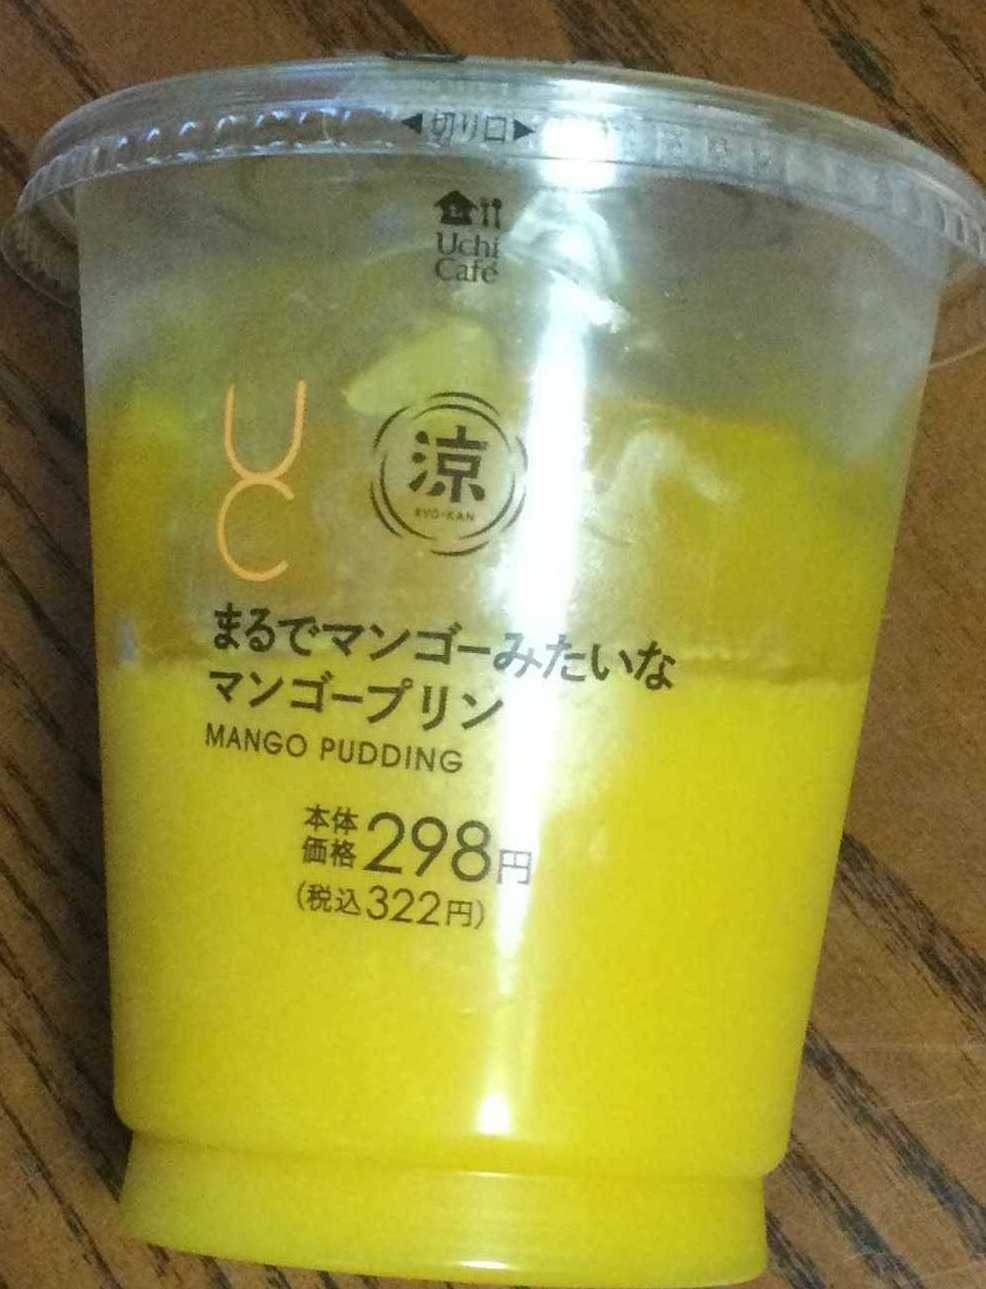 ◀切り口▶
Uchi
Café
UC
涼
RYO-KAN
まるでマンゴーみたいな
マンゴープリン
MANGO PUDDING
本体
価格298円
(税込322円)